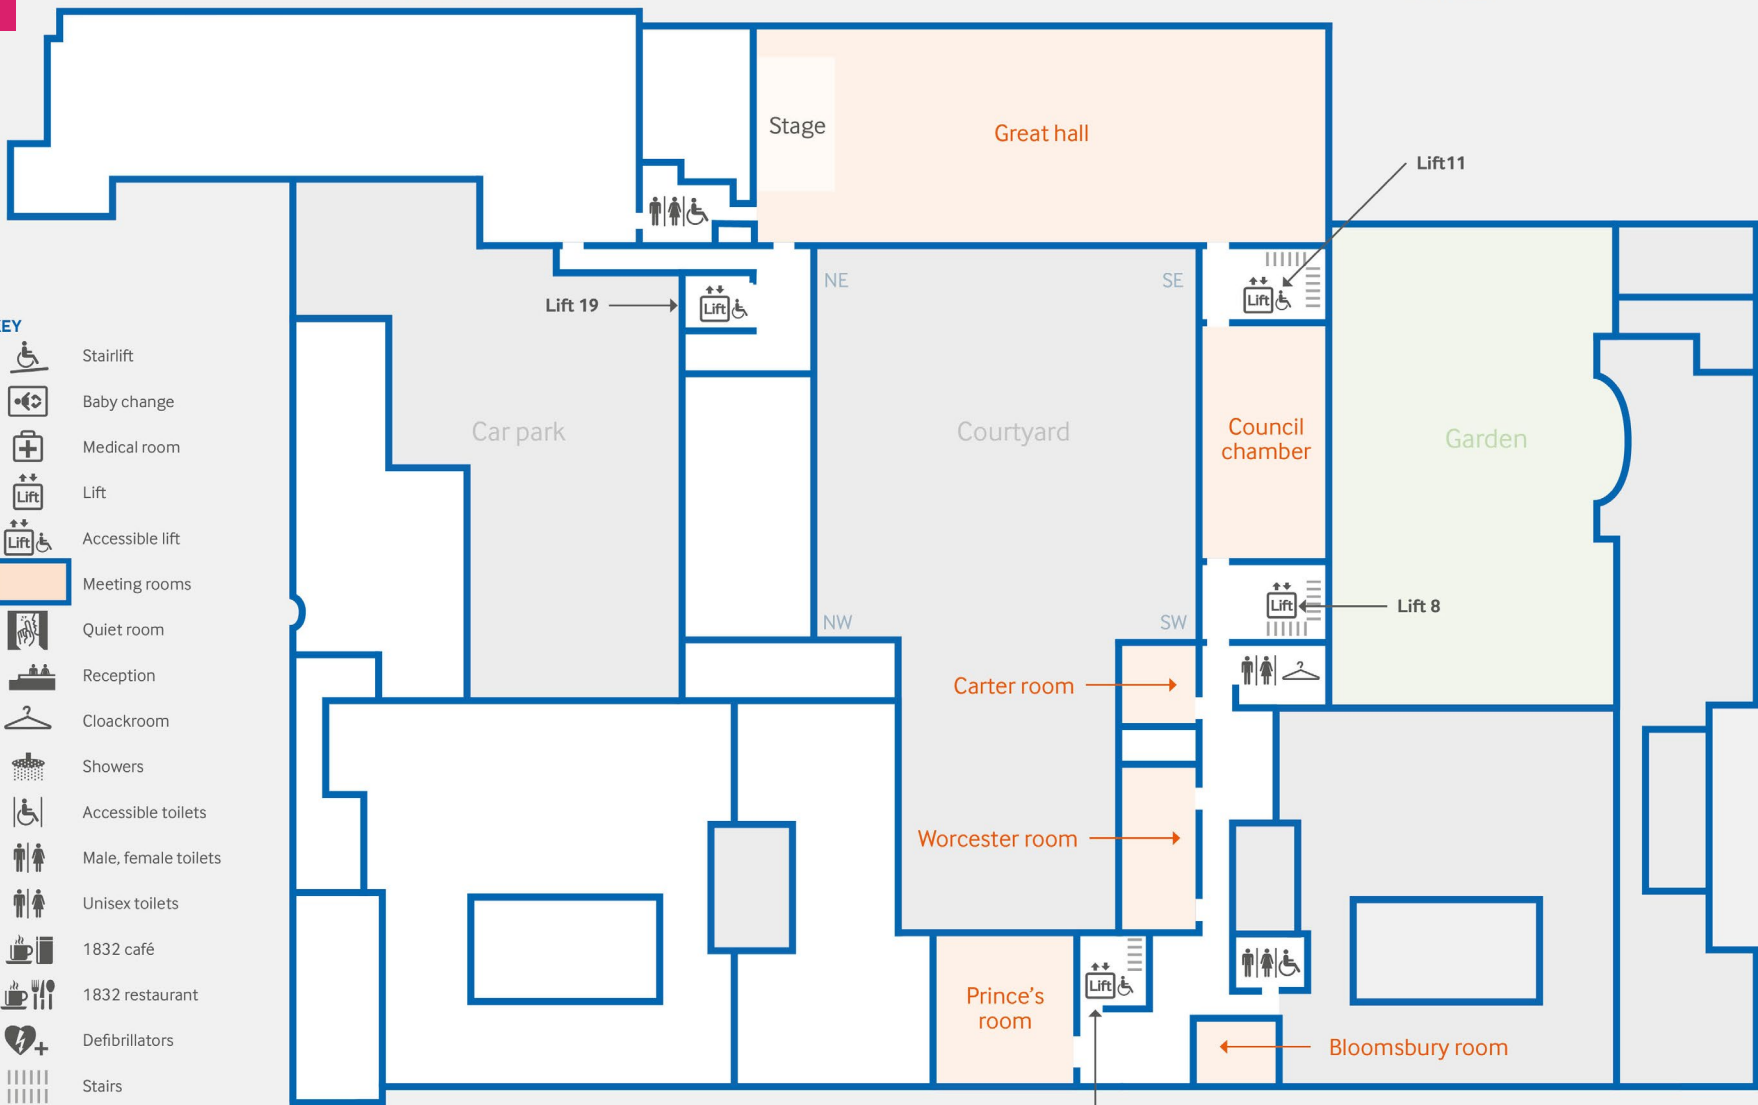 Stage
Great hall
Lift11
NE
SE
Lift
Lift 19
Lift
KEY
Stairlift
Baby change
Medical room
Lift
Lift
Lift
Accessible lift
Meeting rooms
Quiet room
Reception
Cloackroom
Showers
Accessible toilets
Male, female toilets
Unisex toilets
1832 café
1832 restaurant
Defibrillators
Stairs
Car park
Courtyard
Council
chamber
Garden
Lift
Lift 8
NW
SW
Carter room
Worcester room
Prince’s
room
Lift
Bloomsbury room